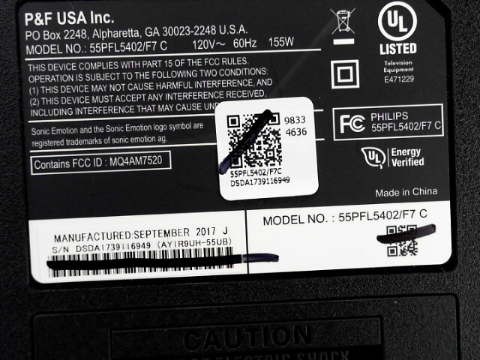 P&F USA Inc.
PO Box 2248, Alpharetta, GA 30023-2248 U.S.A.
MODEL NO.: 55PFL5402/F7 C 120V~ 60Hz 155W
THIS DEVICE COMPLIES WITH PART 15 OF THE FCC RULES.
OPERATION IS SUBJECT TO THE FOLLOWING TWO CONDITIONS:
(1) THIS DEVICE MAY NOT CAUSE HARMFUL INTERFERENCE, AND
(2) THIS DEVICE MUST ACCEPT ANY INTERFERENCE RECEIVED,
INCLUDING INTERFERENCE THAT MAY CAUSE
Sonic Emotion and the Sonic Emotion logo symbol are
registered trademarks of sonic emotion ag.
Contains FCC ID : MQ4AM7520
9833
4636
55PFL5402/F7C
DSDA1739116949
UL
LISTED
Television
Equipment
E471229
FC PHILIPS
55PFL5402/F7 C
UL Energy
Verified
Made in China
MANUFACTURED:SEPTEMBER 2017 J
S/N DSDA1739116949 (AY1R9UH-55UB)
MODEL NO. : 55PFL5402/F7 C
CAUTION